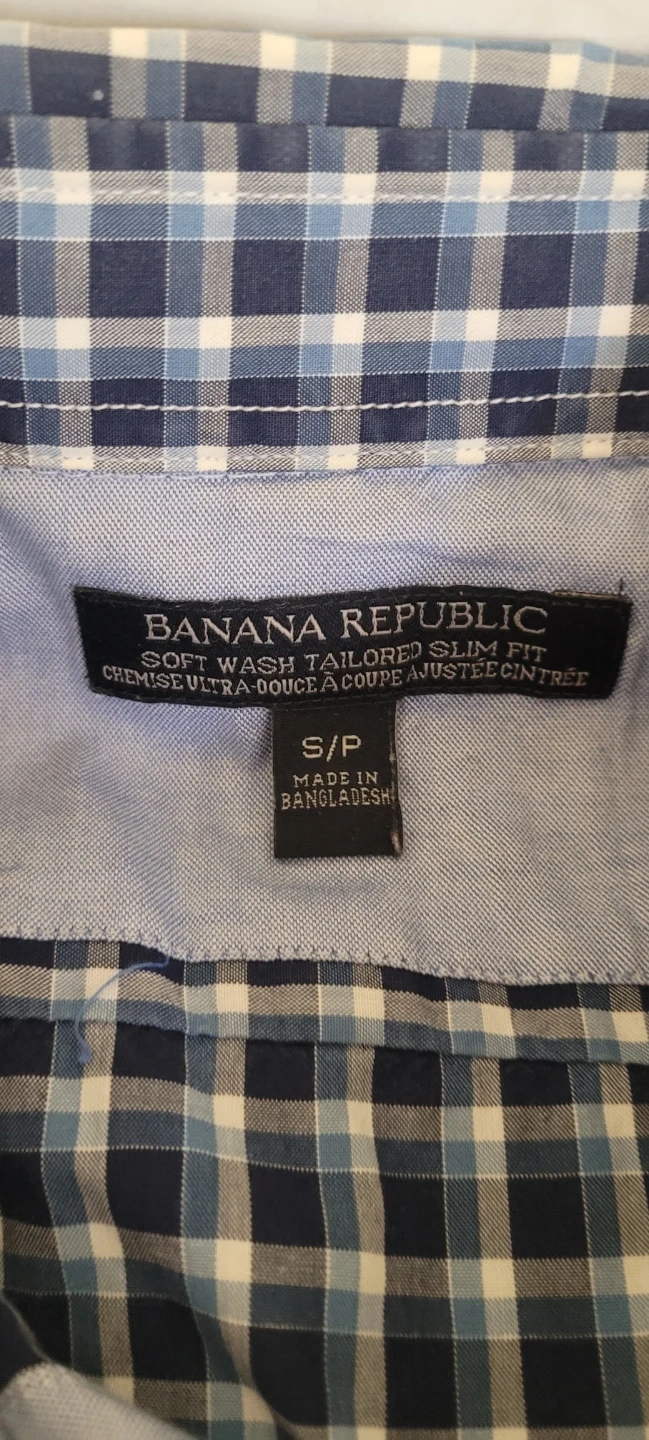 BANANA REPUBLIC
SOFT WASH TAILORED SLIM FIT
CHEMISE ULTRA-DOUCE À COUPE AJUSTÉE CINTRÉE
S/P
MADE IN
BANGLADESH